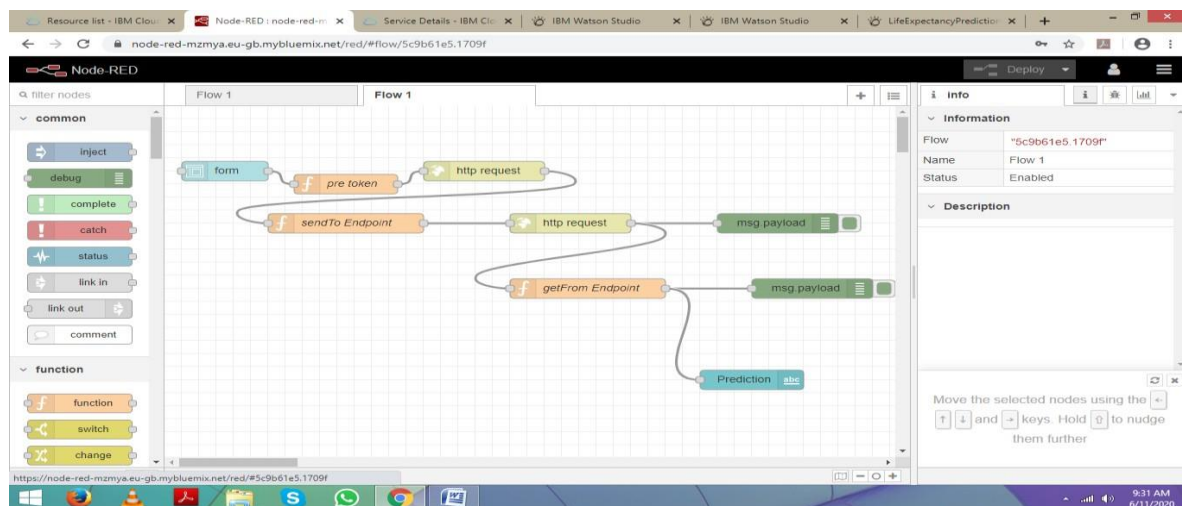 Resource list - IBM Clou
Node-RED : node-red-m
Service Details - IBM Clo
IBM Watson Studio
IBM Watson Studio
LifeExpectancyPrediction
node-red-mzmya.eu-gb.mybluemix.net/red/#flow/5c9b61e5.1709f
Node-RED
Deploy
filter nodes
Flow 1
Flow 1
i info
common
Information
inject
Flow "5c9b61e5.1709f"
Name Flow 1
Status Enabled
debug
complete
catch
status
link in
link out
comment
form
pre token
http request
sendTo Endpoint
http request
msg.payload
getFrom Endpoint
msg.payload
Prediction abc
Description
function
function
switch
change
Move the selected nodes using the ←
↑ ↓ and → keys. Hold ⇧ to nudge
them further
https://node-red-mzmya.eu-gb.mybluemix.net/red/#5c9b61e5.1709f
9:31 AM
6/11/2020